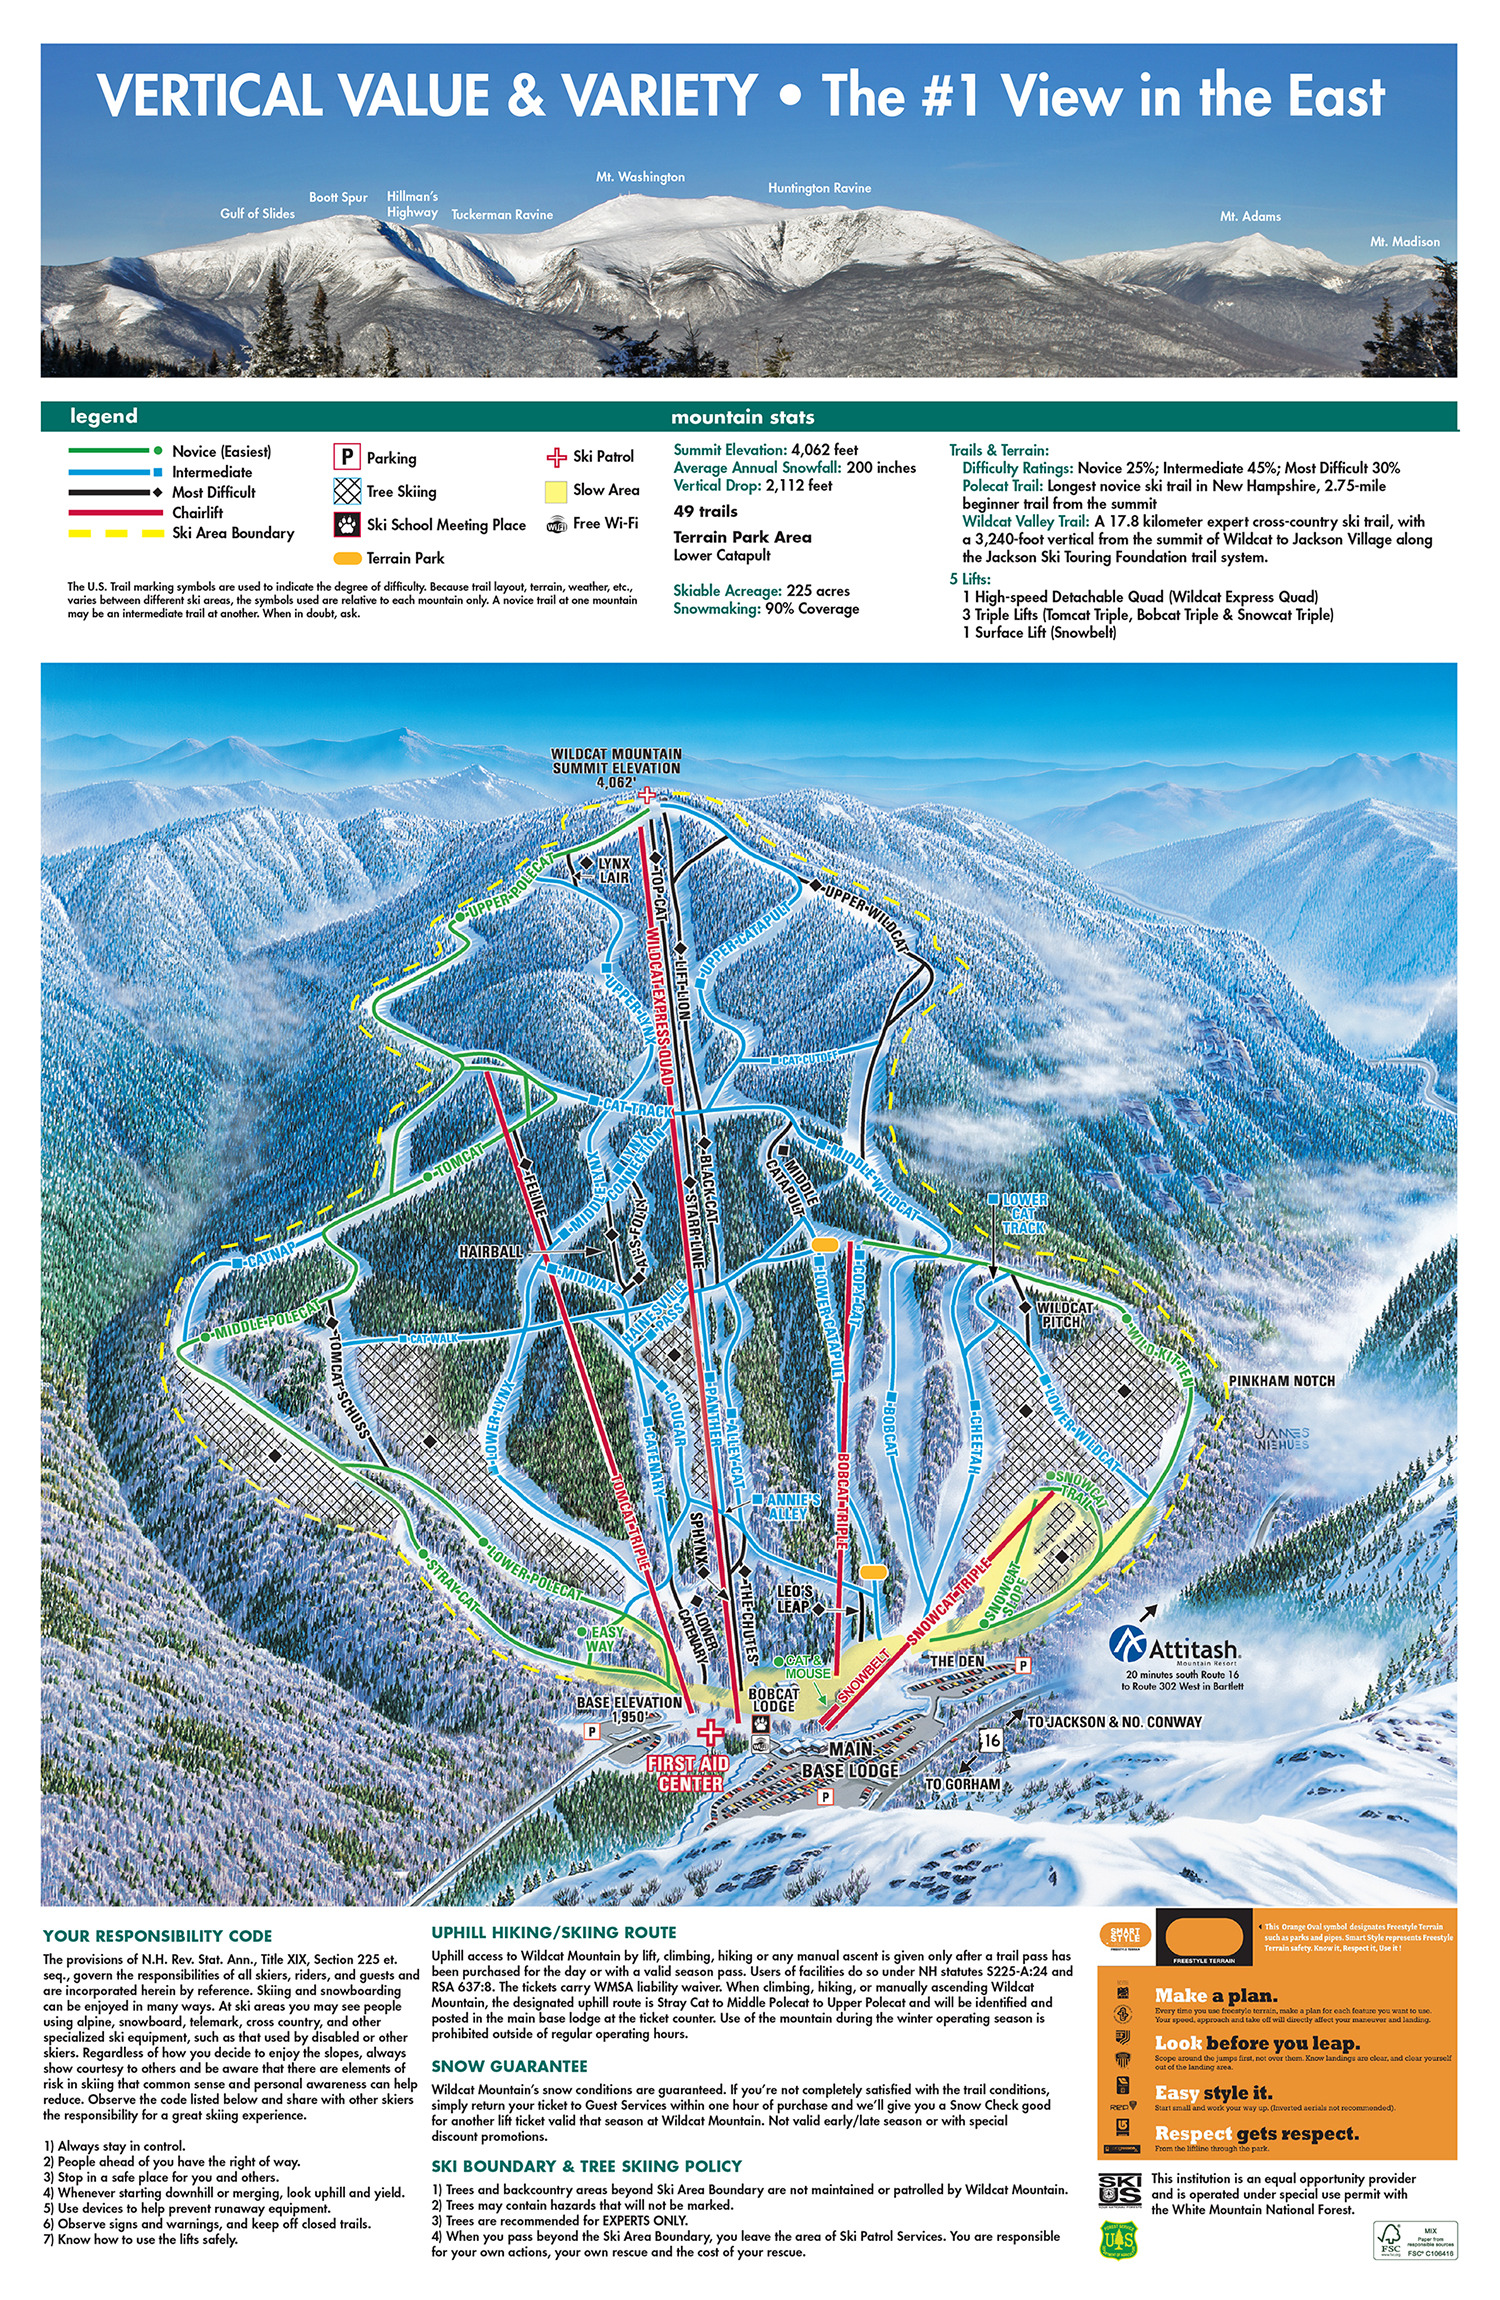 VERTICAL VALUE & VARIETY • The #1 View in the East
Mt. Washington
Huntington Ravine
Boott Spur
Hillman's
Highway
Gulf of Slides
Tuckerman Ravine
Mt. Adams
Mt. Madison
legend
Novice (Easiest)
Intermediate
Most Difficult
Chairlift
Ski Area Boundary
P Parking
Tree Skiing
Ski School Meeting Place
Terrain Park
Ski Patrol
Slow Area
Free Wi-Fi
The U.S. Trail marking symbols are used to indicate the degree of difficulty. Because trail layout, terrain, weather, etc.,
varies between different ski areas, the symbols used are relative to each mountain only. A novice trail at one mountain
may be an intermediate trail at another. When in doubt, ask.
mountain stats
Summit Elevation: 4,062 feet
Average Annual Snowfall: 200 inches
Vertical Drop: 2,112 feet
49 trails
Terrain Park Area
Lower Catapult
Skiable Acreage: 225 acres
Snowmaking: 90% Coverage
Trails & Terrain:
Difficulty Ratings: Novice 25%; Intermediate 45%; Most Difficult 30%
Polecat Trail: Longest novice ski trail in New Hampshire, 2.75-mile
beginner trail from the summit
Wildcat Valley Trail: A 17.8 kilometer expert cross-country ski trail, with
a 3,240-foot vertical from the summit of Wildcat to Jackson Village along
the Jackson Ski Touring Foundation trail system.
5 Lifts:
1 High-speed Detachable Quad (Wildcat Express Quad)
3 Triple Lifts (Tomcat Triple, Bobcat Triple & Snowcat Triple)
1 Surface Lift (Snowbelt)
WILDCAT MOUNTAIN
SUMMIT ELEVATION
4,062'
LYNX
LAIR
UPPER-POLECAT
TOP-CAT
UPPER-WILDCAT
UPPER-CATAPULT
LIFT-LION
WILDCAT-EXPRESS-QUAD
UPPER-LYNX
CAT-CUTOFF
CAT-TRACK
TOMCAT
FELINE
MIDDLE-LYNX
LYNX
CONNECTION
BLACK-CAT
STARR-LINE
MIDDLE
CATAPULT
MIDDLE-WILDCAT
LOWER
CAT
TRACK
HAIRBALL
AL'S-FOLLY
CATNAP
MIDWAY
HAINESVILLE
PASS
LOWER-CATAPULT
COPY-CAT
WILDCAT
PITCH
MIDDLE-POLECAT
TOMCAT-SCHUSS
CAT-WALK
WILD-KIT-TEN
PINKHAM NOTCH
JAMES
NIEHUES
LOWER-LYNX
CATENARY
COUGAR
PANTHER
ALLEY-CAT
BOBCAT
CHEETAH
LOWER-WILDCAT
TOMCAT-TRIPLE
BOBCAT-TRIPLE
SNOWCAT
TRAIL
ANNIE'S
ALLEY
SPHYNX
STRAY-CAT
LOWER-POLECAT
LOWER
CATENARY
THE-CHUTES
LEO'S
LEAP
SNOWCAT-TRIPLE
SNOWCAT
SLOPE
EASY
WAY
CAT &
MOUSE
SNOWBELT
THE DEN
P
Attitash
Mountain Resort
20 minutes south Route 16
to Route 302 West in Bartlett
BASE ELEVATION
1,950'
P
BOBCAT
LODGE
TO JACKSON & NO. CONWAY
16
TO GORHAM
FIRST AID
CENTER
MAIN
BASE LODGE
P
YOUR RESPONSIBILITY CODE
The provisions of N.H. Rev. Stat. Ann., Title XIX, Section 225 et.
seq., govern the responsibilities of all skiers, riders, and guests and
are incorporated herein by reference. Skiing and snowboarding
can be enjoyed in many ways. At ski areas you may see people
using alpine, snowboard, telemark, cross country, and other
specialized ski equipment, such as that used by disabled or other
skiers. Regardless of how you decide to enjoy the slopes, always
show courtesy to others and be aware that there are elements of
risk in skiing that common sense and personal awareness can help
reduce. Observe the code listed below and share with other skiers
the responsibility for a great skiing experience.
1) Always stay in control.
2) People ahead of you have the right of way.
3) Stop in a safe place for you and others.
4) Whenever starting downhill or merging, look uphill and yield.
5) Use devices to help prevent runaway equipment.
6) Observe signs and warnings, and keep off closed trails.
7) Know how to use the lifts safely.
UPHILL HIKING/SKIING ROUTE
Uphill access to Wildcat Mountain by lift, climbing, hiking or any manual ascent is given only after a trail pass has
been purchased for the day or with a valid season pass. Users of facilities do so under NH statutes S225-A:24 and
RSA 637:8. The tickets carry WMSA liability waiver. When climbing, hiking, or manually ascending Wildcat
Mountain, the designated uphill route is Stray Cat to Middle Polecat to Upper Polecat and will be identified and
posted in the main base lodge at the ticket counter. Use of the mountain during the winter operating season is
prohibited outside of regular operating hours.
SNOW GUARANTEE
Wildcat Mountain's snow conditions are guaranteed. If you're not completely satisfied with the trail conditions,
simply return your ticket to Guest Services within one hour of purchase and we'll give you a Snow Check good
for another lift ticket valid that season at Wildcat Mountain. Not valid early/late season or with special
discount promotions.
SKI BOUNDARY & TREE SKIING POLICY
1) Trees and backcountry areas beyond Ski Area Boundary are not maintained or patrolled by Wildcat Mountain.
2) Trees may contain hazards that will not be marked.
3) Trees are recommended for EXPERTS ONLY.
4) When you pass beyond the Ski Area Boundary, you leave the area of Ski Patrol Services. You are responsible
for your own actions, your own rescue and the cost of your rescue.
SMART
STYLE
FREESTYLE TERRAIN
This Orange Oval symbol designates Freestyle Terrain
such as parks and pipes. Smart Style represents Freestyle
Terrain safety. Know it, Respect it, Use it !
Make a plan.
Every time you use freestyle terrain, make a plan for each feature you want to use.
Your speed, approach and take off will directly affect your maneuver and landing.
Look before you leap.
Scope around the jumps first, not over them. Know landings are clear, and clear yourself
out of the landing area.
Easy style it.
Start small and work your way up. (Inverted aerials not recommended).
Respect gets respect.
From the liftline through the park.
SKI
US
This institution is an equal opportunity provider
and is operated under special use permit with
the White Mountain National Forest.
FOREST SERVICE
US
FSC
MIX
Paper from
responsible sources
FSC® C106416